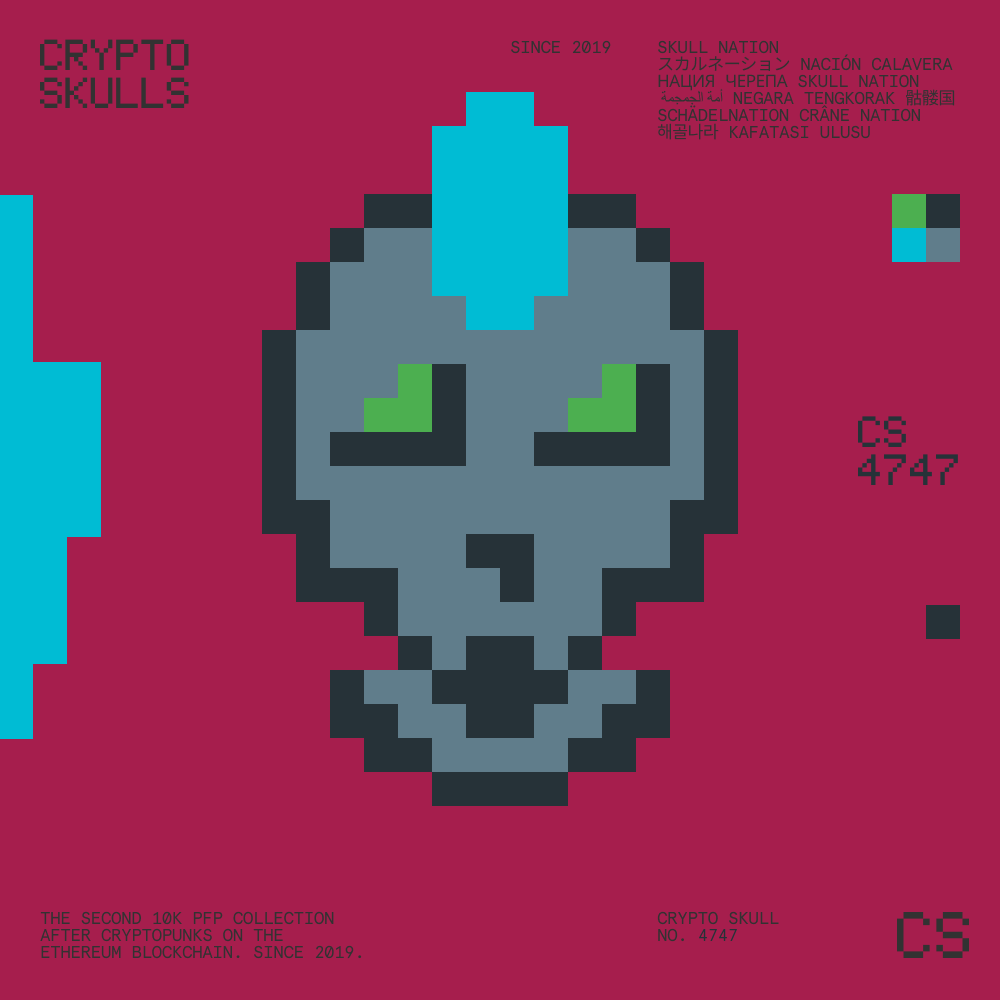 CRYPTO
SKULLS
SINCE 2019
SKULL NATION
スカルネーション NACIÓN CALAVERA
НАЦИЯ ЧЕРЕПА SKULL NATION
أمة الجمجمة NEGARA TENGKORAK 骷髅国
SCHÄDELNATION CRÂNE NATION
해골나라 KAFATASI ULUSU
CS
4747
THE SECOND 10K PFP COLLECTION
AFTER CRYPTOPUNKS ON THE
ETHEREUM BLOCKCHAIN. SINCE 2019.
CRYPTO SKULL
NO. 4747
CS